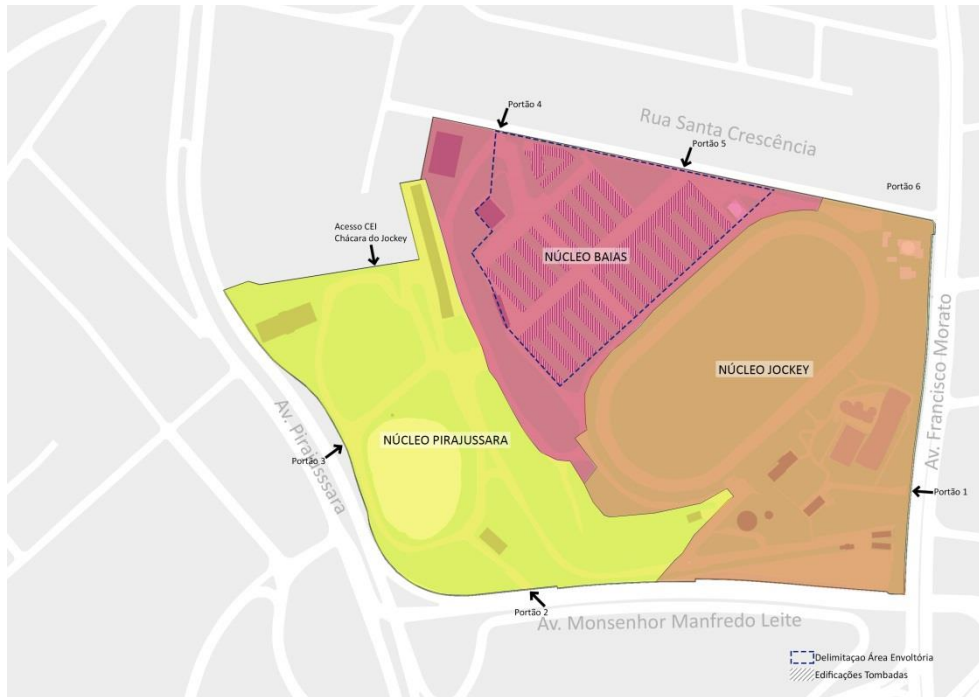 Portão 4
Rua Santa Crescência
Portão 5
Portão 6
Acesso CEI
Chácara do Jockey
NÚCLEO BAIAS
NÚCLEO JOCKEY
Av. Francisco Morato
NÚCLEO PIRAJUSSARA
Av. Pirajusssara
Portão 3
Portão 1
Portão 2
Av. Monsenhor Manfredo Leite
Delimitaçao Área Envoltória
Edificações Tombadas